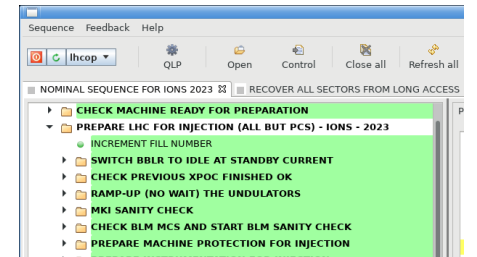 Sequence Feedback Help
lhcop
QLP Open Control Close all Refresh all
NOMINAL SEQUENCE FOR IONS 2023 RECOVER ALL SECTORS FROM LONG ACCESS
CHECK MACHINE READY FOR PREPARATION
PREPARE LHC FOR INJECTION (ALL BUT PCS) - IONS - 2023
INCREMENT FILL NUMBER
SWITCH BBLR TO IDLE AT STANDBY CURRENT
CHECK PREVIOUS XPOC FINISHED OK
RAMP-UP (NO WAIT) THE UNDULATORS
MKI SANITY CHECK
CHECK BLM MCS AND START BLM SANITY CHECK
PREPARE MACHINE PROTECTION FOR INJECTION